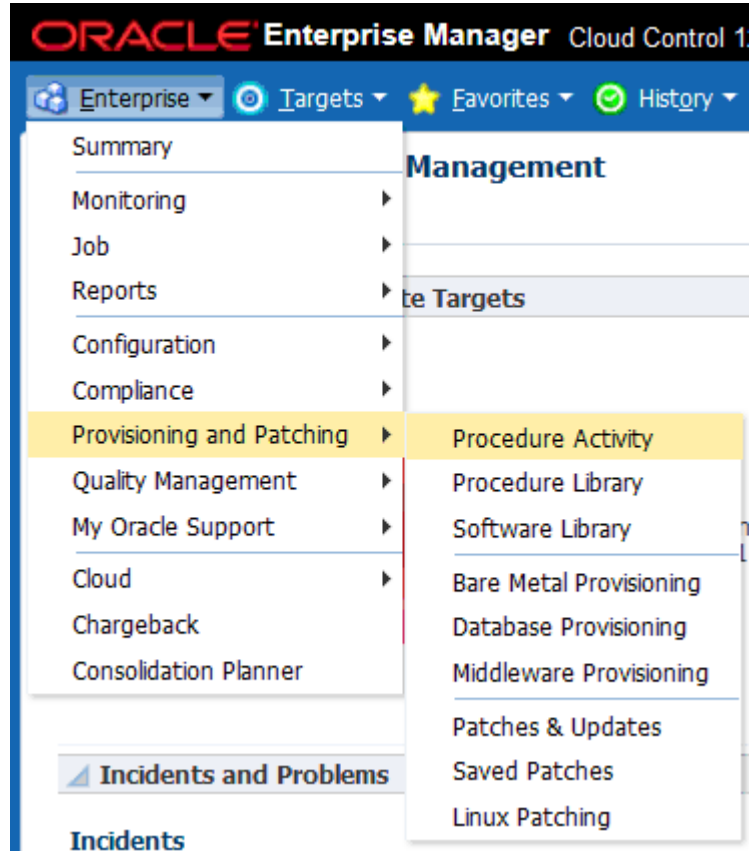 ORACLE Enterprise Manager Cloud Control
Enterprise Targets Favorites History
Summary
Management
Monitoring
Job
Reports
te Targets
Configuration
Compliance
Provisioning and Patching
Procedure Activity
Quality Management
Procedure Library
My Oracle Support
Software Library
Cloud
Bare Metal Provisioning
Chargeback
Database Provisioning
Consolidation Planner
Middleware Provisioning
Patches & Updates
Incidents and Problems
Saved Patches
Linux Patching
Incidents